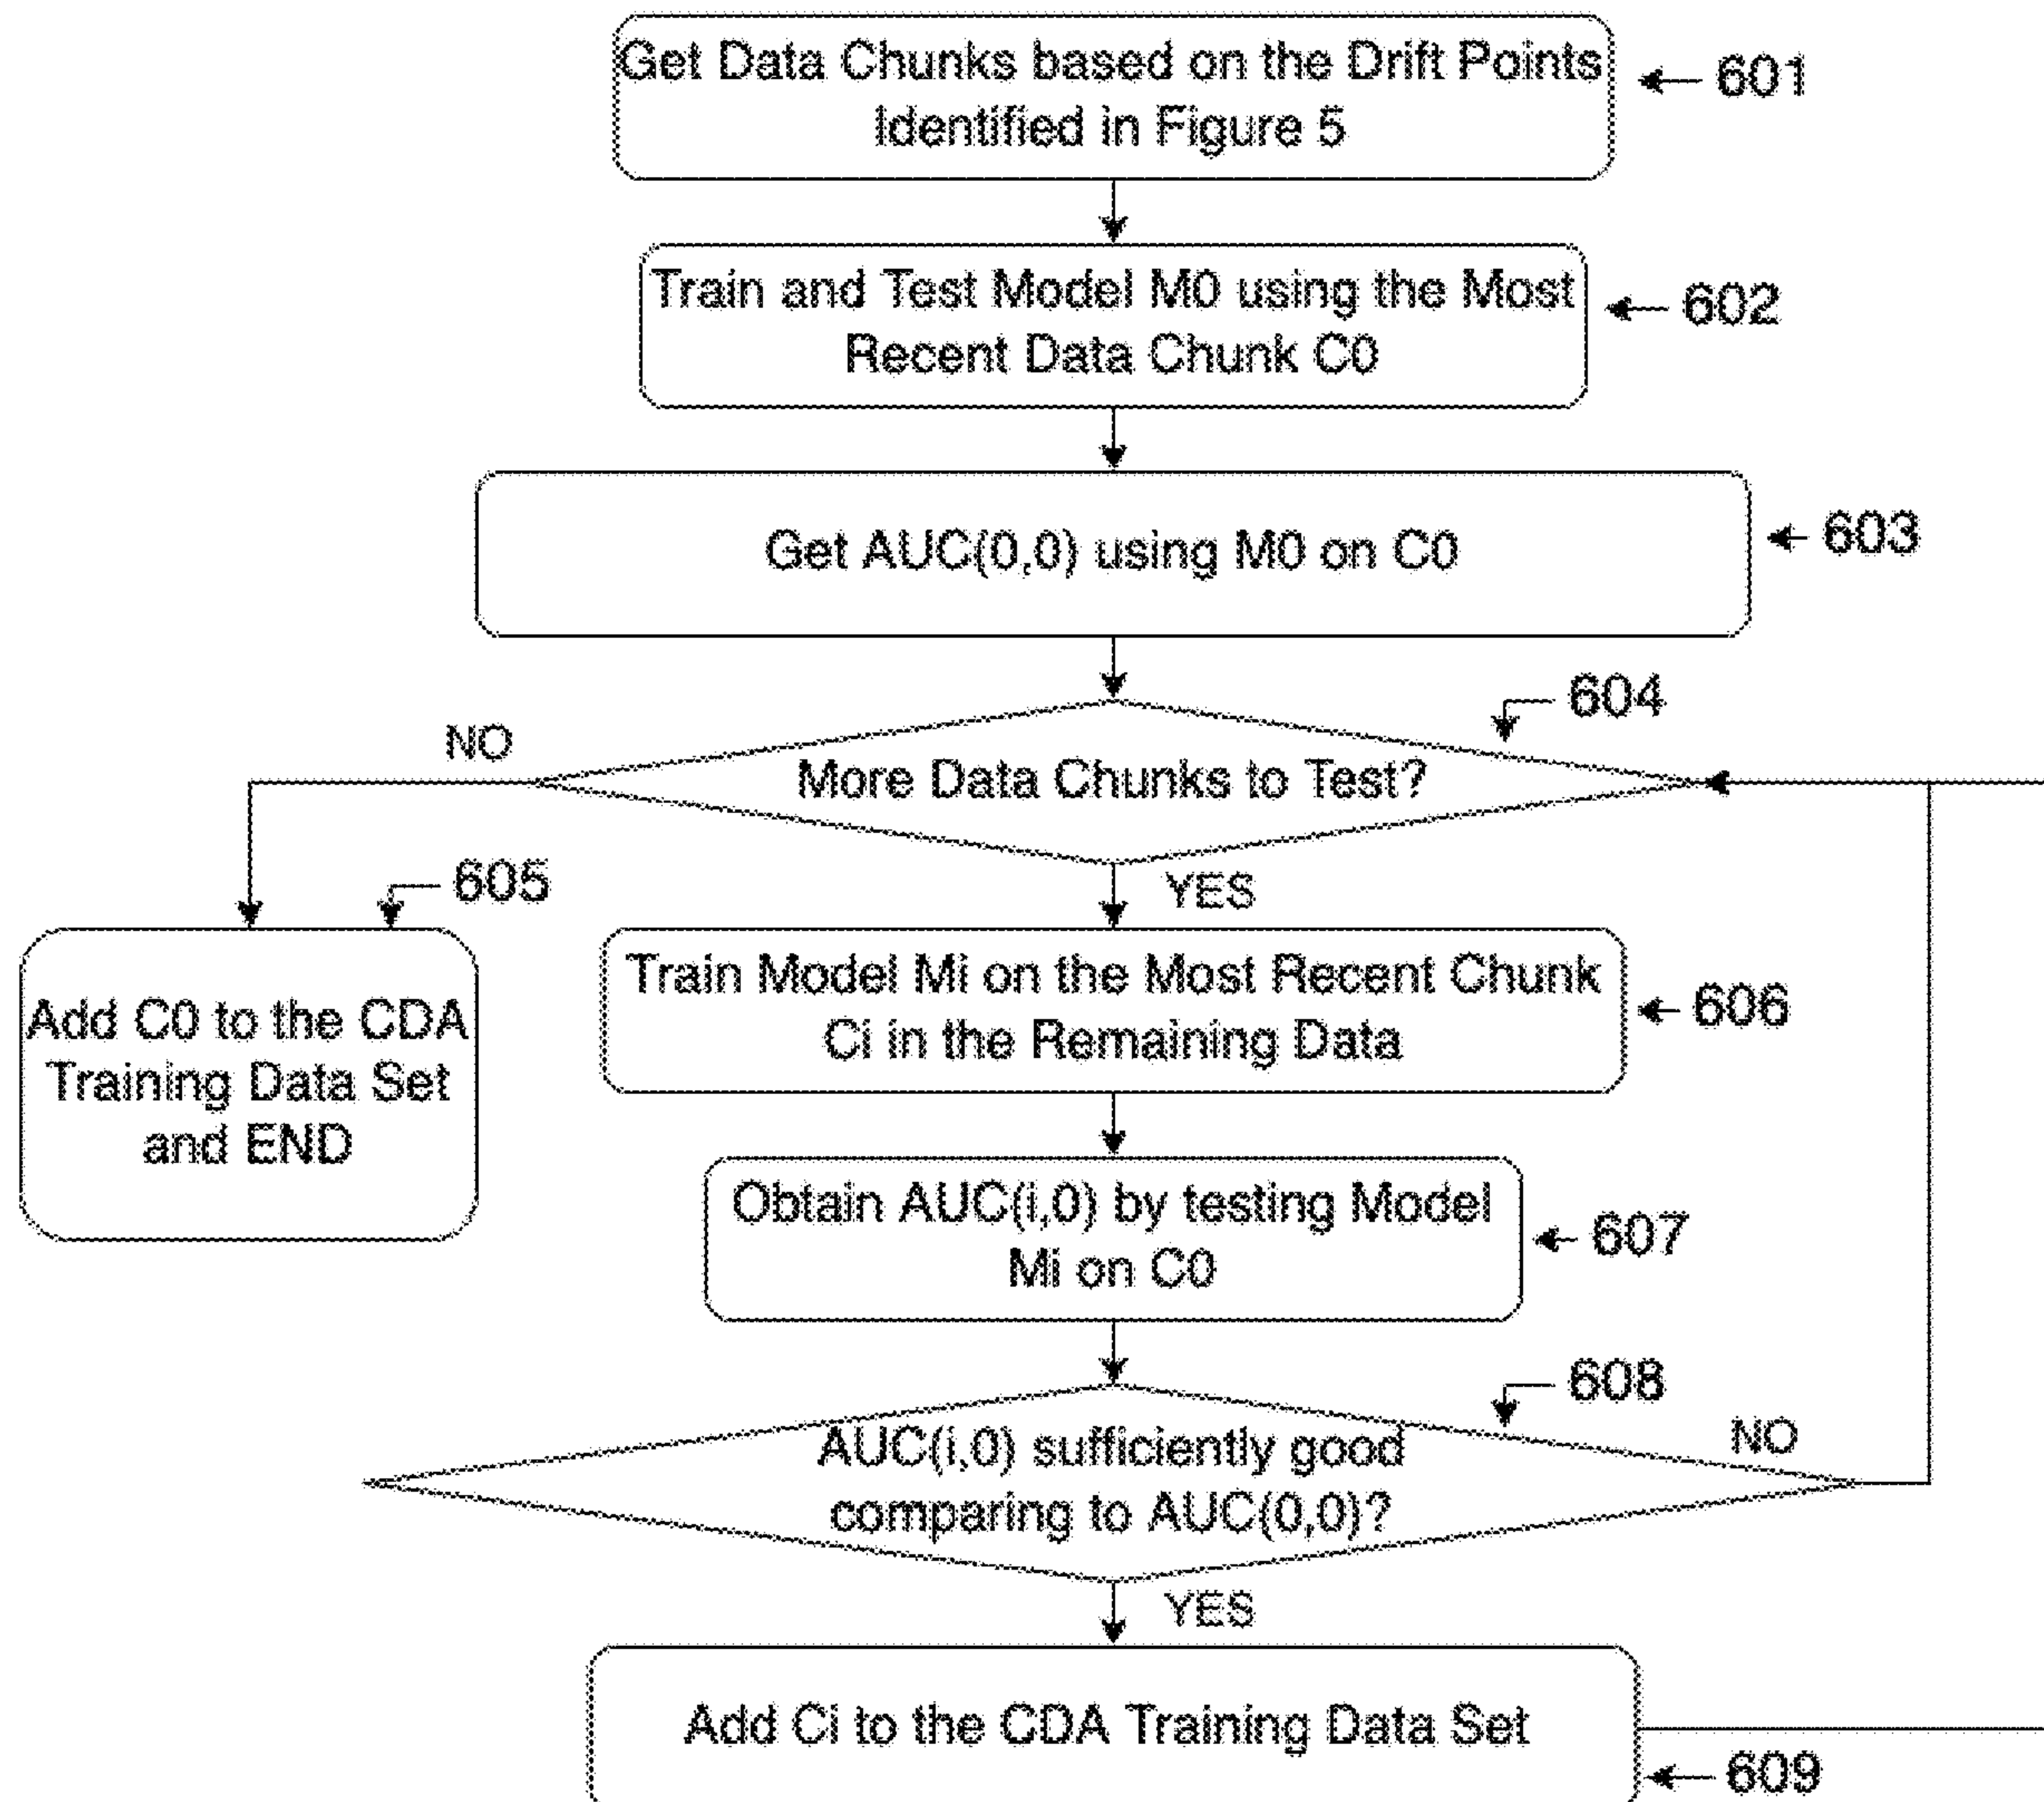 Get Data Chunks based on the Drift Points
Identified in Figure 5
601
Train and Test Model M0 using the Most
Recent Data Chunk C0
602
Get AUC(0,0) using M0 on C0
603
604
NO
More Data Chunks to Test?
YES
605
Add C0 to the CDA
Training Data Set
and END
Train Model Mi on the Most Recent Chunk
Ci in the Remaining Data
606
Obtain AUC(i,0) by testing Model
Mi on C0
607
608
AUC(i,0) sufficiently good
comparing to AUC(0,0)?
NO
YES
Add Ci to the CDA Training Data Set
609